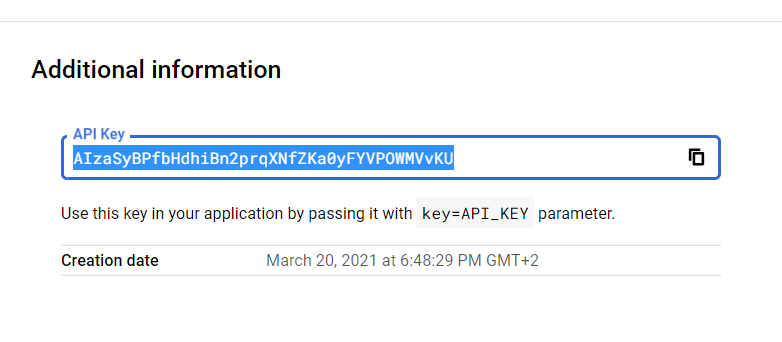 Additional information
API Key
AIzaSyBPfbHdhiBn2prqXNfZKa0yFYVPOWMVvKU
Use this key in your application by passing it with key=API_KEY parameter.
Creation date March 20, 2021 at 6:48:29 PM GMT+2